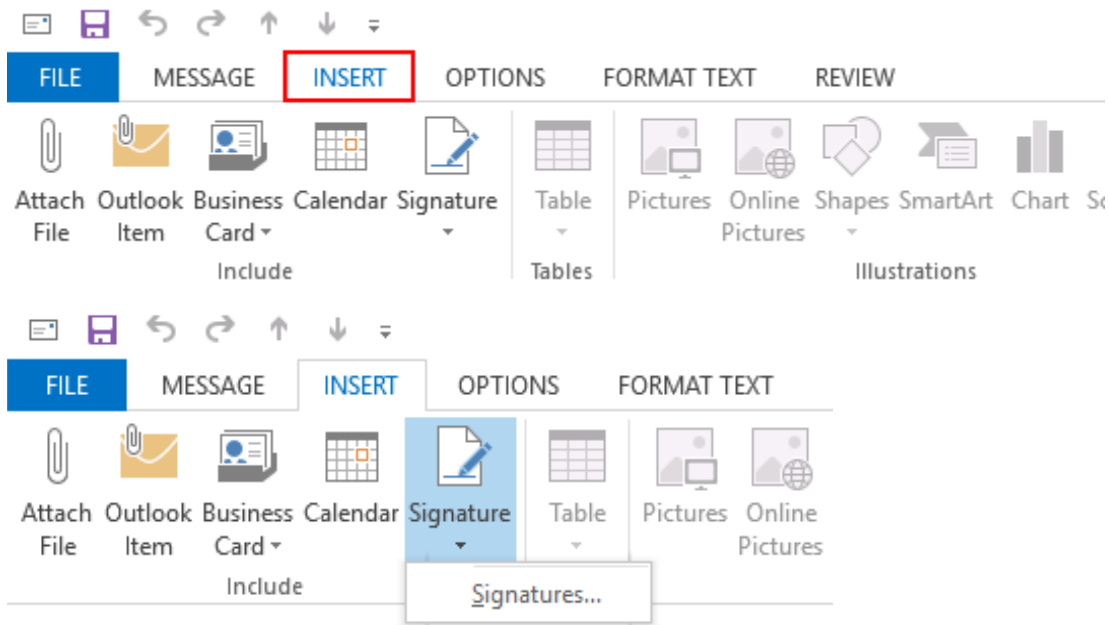 FILE MESSAGE INSERT OPTIONS FORMAT TEXT REVIEW
Attach Outlook Business Calendar Signature Table Pictures Online Shapes SmartArt Chart Sc
File Item Card Pictures
Include Tables Illustrations
FILE MESSAGE INSERT OPTIONS FORMAT TEXT
Attach Outlook Business Calendar Signature Table Pictures Online
File Item Card Pictures
Include
Signatures...